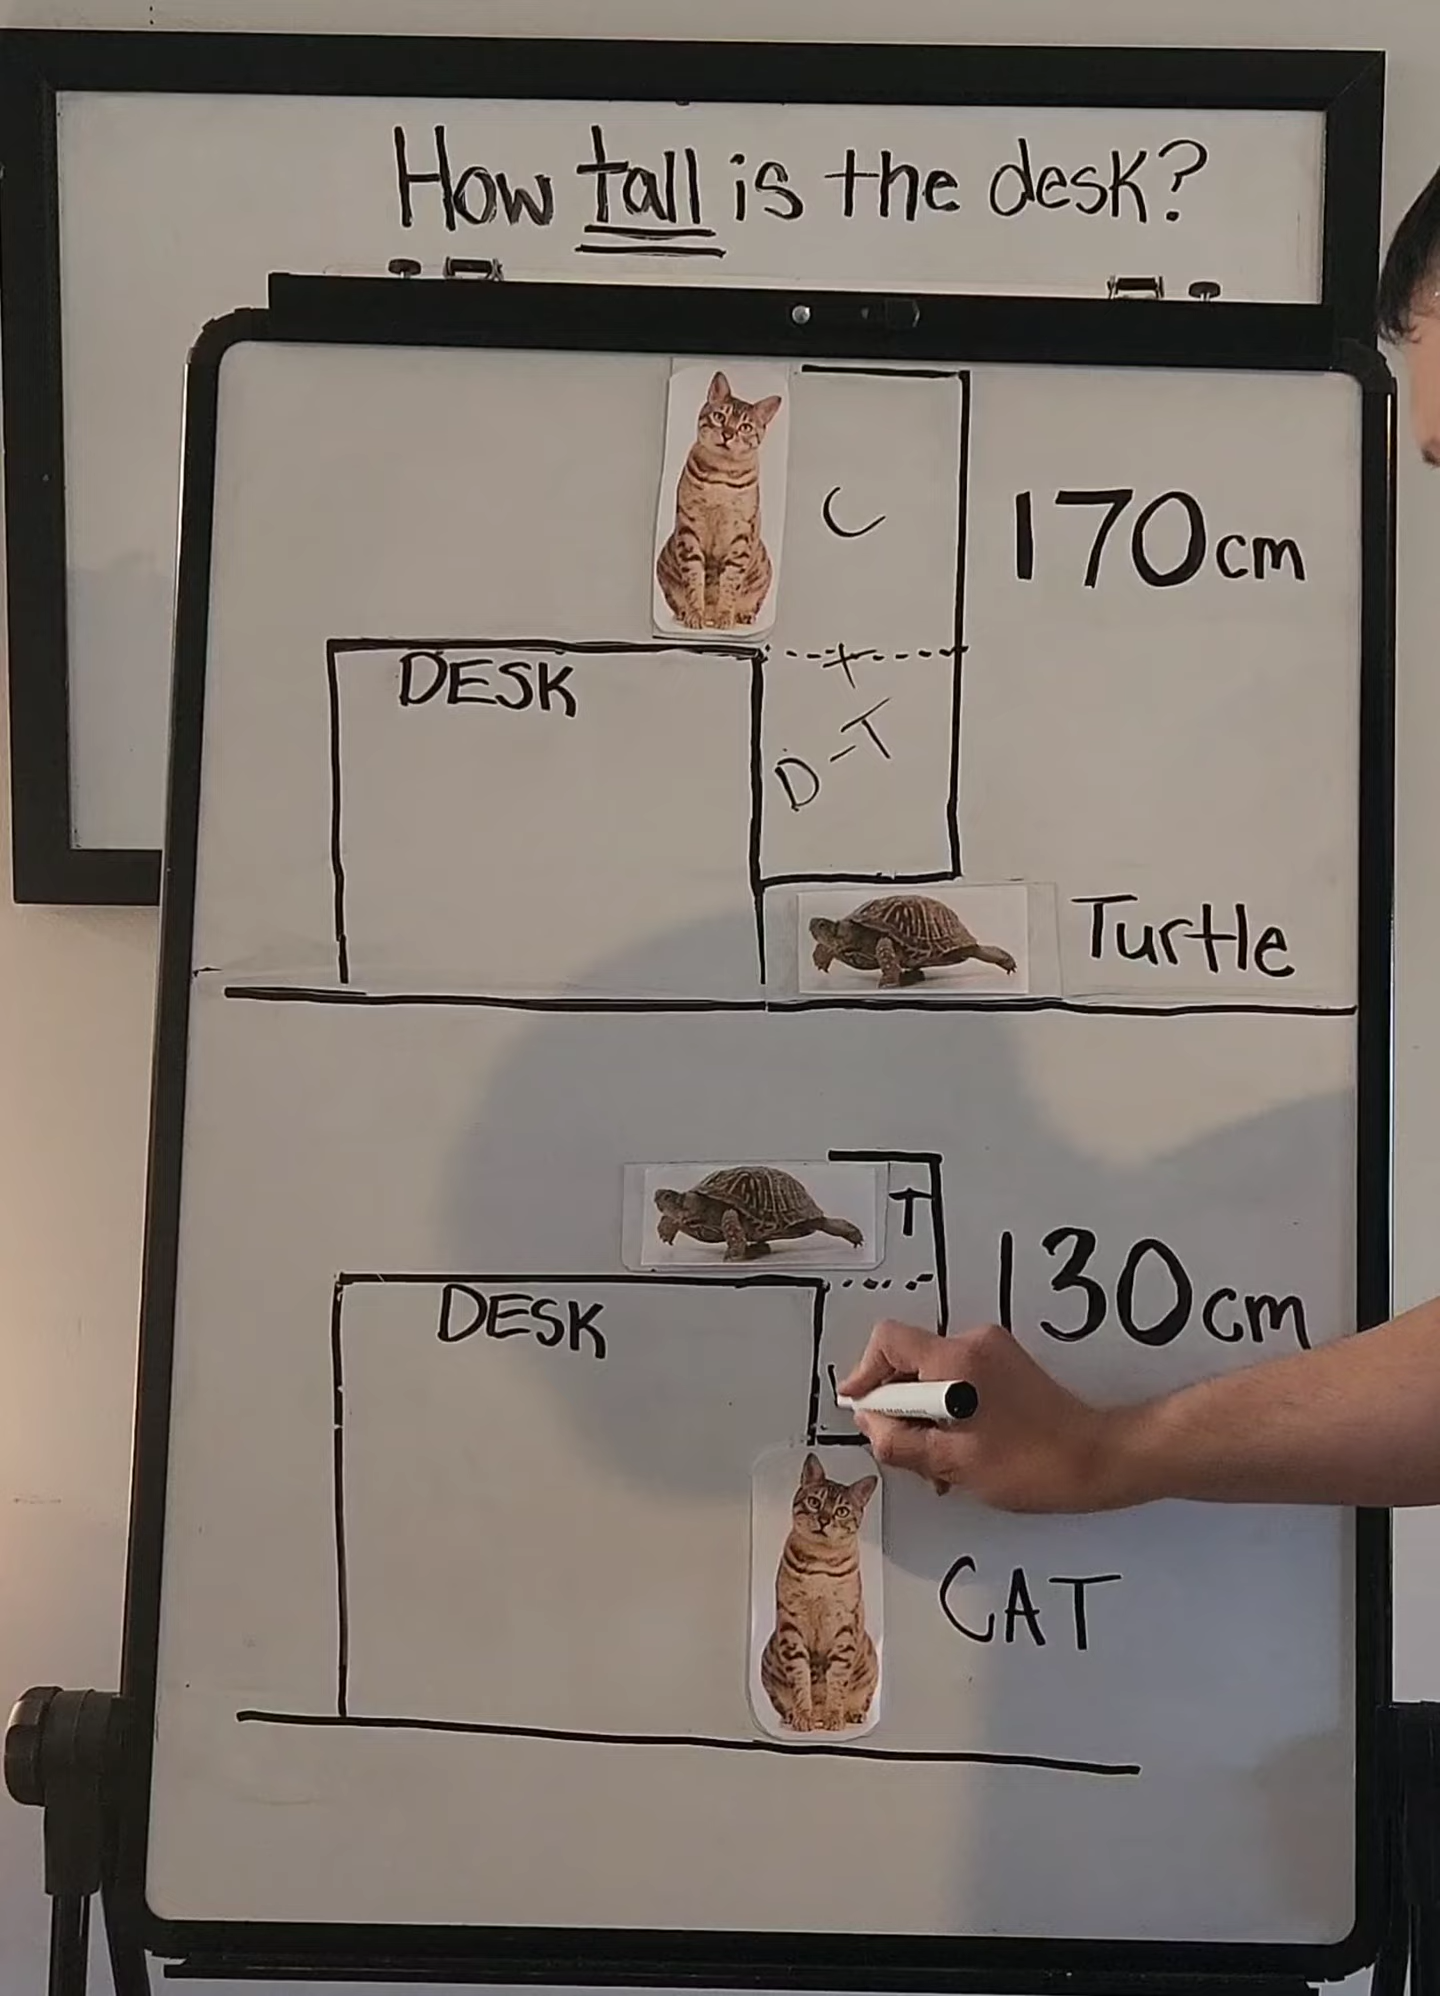 How tall is the desk?
C
170cm
+
DESK
D-T
Turtle
T
130cm
DESK
CAT